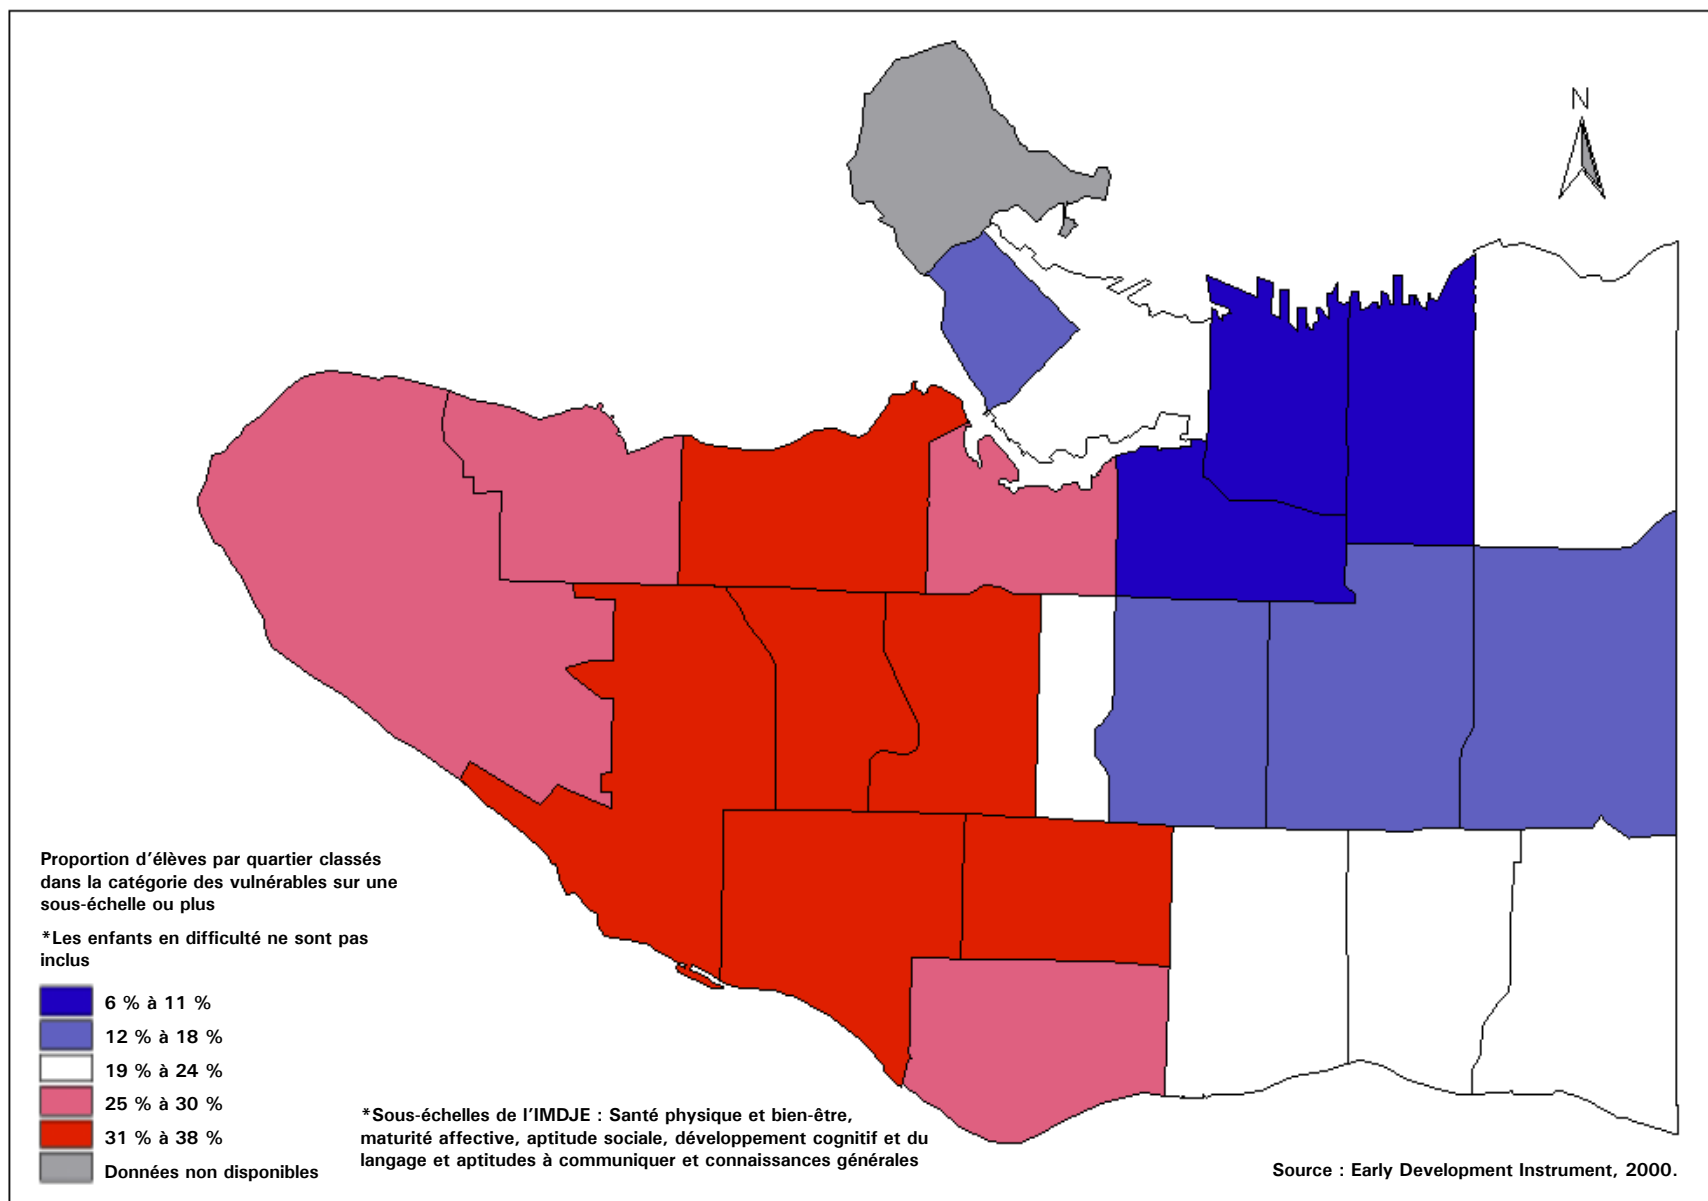 N
Proportion d'élèves par quartier classés
dans la catégorie des vulnérables sur une
sous-échelle ou plus
*Les enfants en difficulté ne sont pas
inclus
6 % à 11 %
12 % à 18 %
19 % à 24 %
25 % à 30 %
31 % à 38 %
Données non disponibles
*Sous-échelles de l'IMDJE : Santé physique et bien-être,
maturité affective, aptitude sociale, développement cognitif et du
langage et aptitudes à communiquer et connaissances générales
Source : Early Development Instrument, 2000.